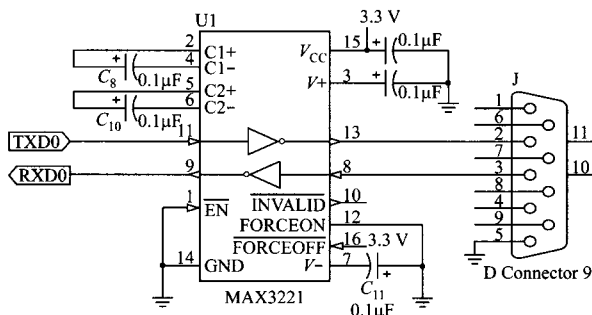 U1
3.3 V
2 C1+ VCC 15 + 0.1μF
+ 4 C1−
C8 0.1μF 5 C2+ V+ 3 + 0.1μF
+ 6 C2−
C10 0.1μF
J
1
6
TXD0 11 13 2 11
7
RXD0 9 8 3 10
8
1 EN INVALID 10
4
FORCEON 12
9
FORCEOFF 16 3.3 V
5
14 GND V− 7 +
C11
0.1μF
MAX3221
D Connector 9